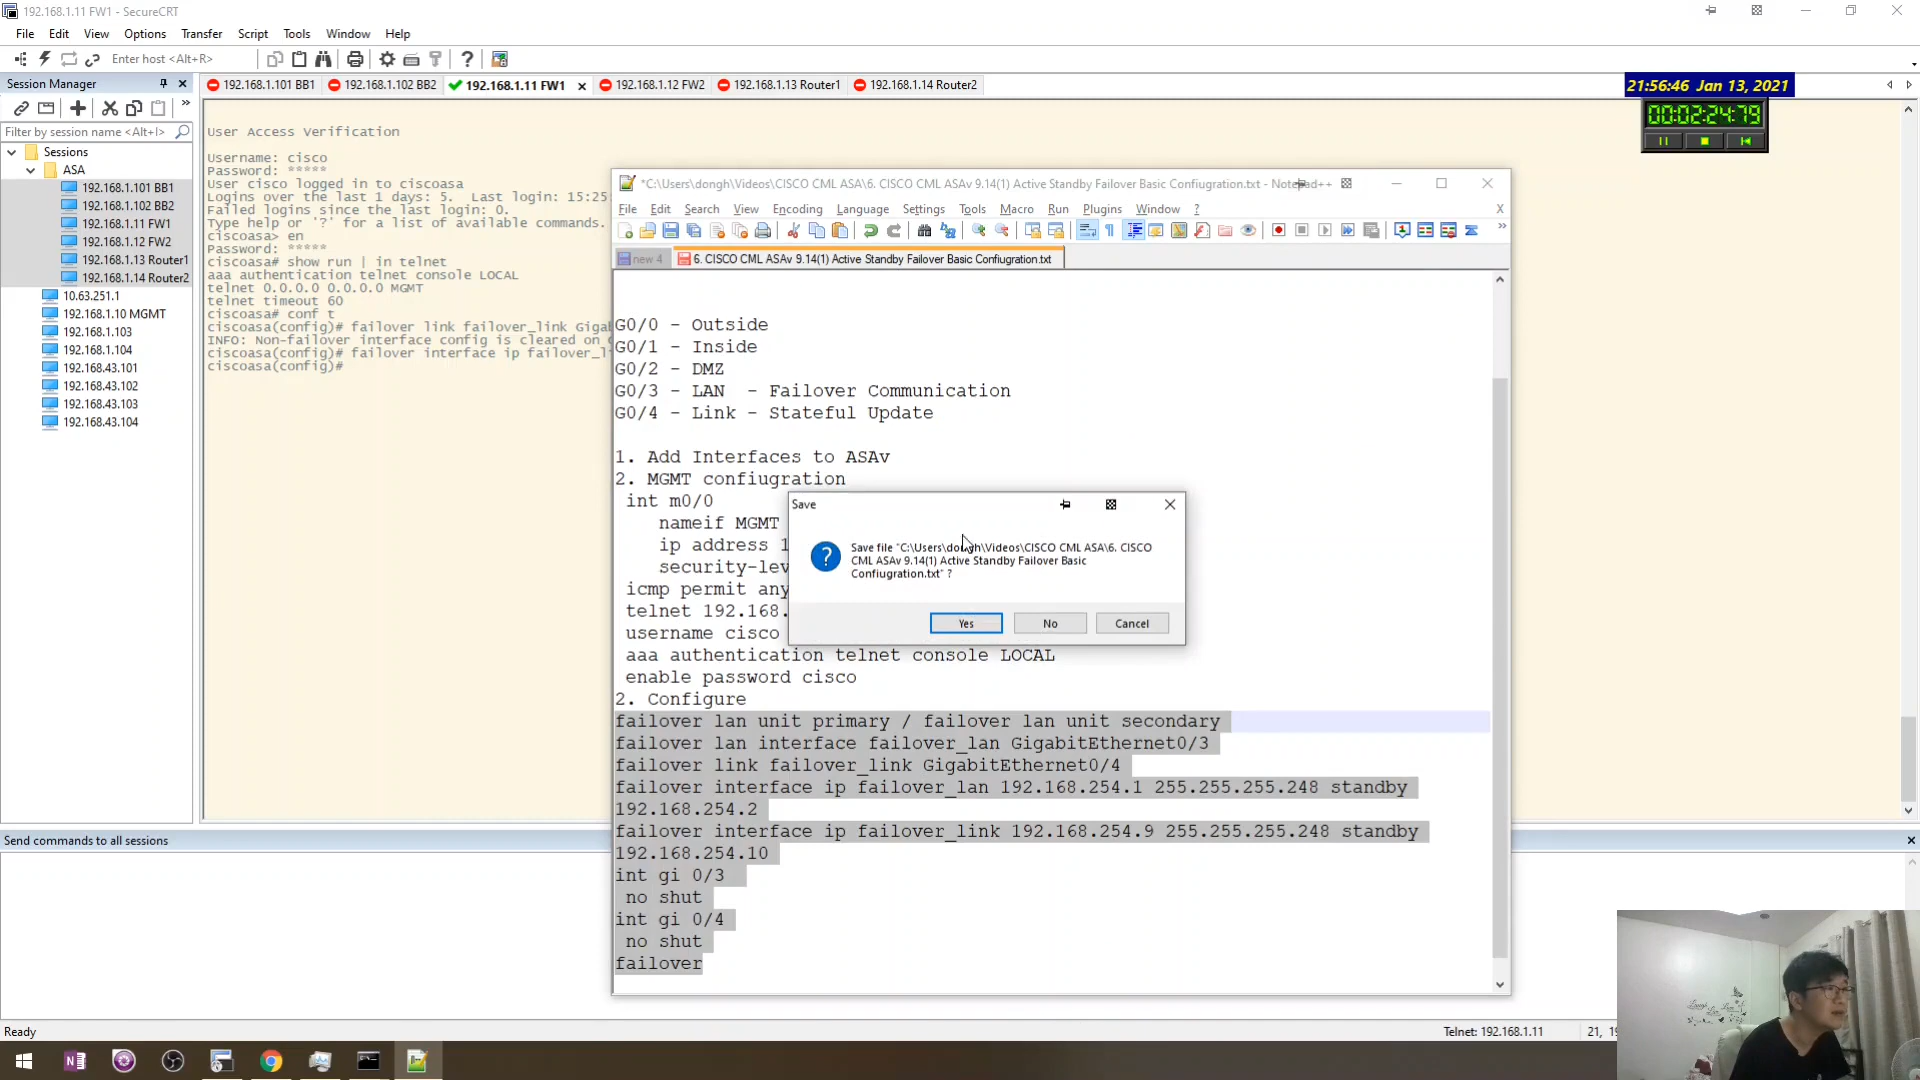 192.168.1.11 FW1 - SecureCRT
File Edit View Options Transfer Script Tools Window Help
Enter host <Alt+R>
Session Manager
192.168.1.101 BB1
192.168.1.102 BB2
192.168.1.11 FW1
192.168.1.12 FW2
192.168.1.13 Router1
192.168.1.14 Router2
21:56:46 Jan 13, 2021
00:02:24:79
Filter by session name <Alt+I>
Sessions
ASA
192.168.1.101 BB1
192.168.1.102 BB2
192.168.1.11 FW1
192.168.1.12 FW2
192.168.1.13 Router1
192.168.1.14 Router2
10.63.251.1
192.168.1.10 MGMT
192.168.1.103
192.168.1.104
192.168.43.101
192.168.43.102
192.168.43.103
192.168.43.104
User Access Verification
Username: cisco
Password: *****
User cisco logged in to ciscoasa
Logins over the last 1 days: 5. Last login: 15:25:
Failed logins since the last login: 0.
Type help or '?' for a list of available commands.
ciscoasa> en
Password: *****
ciscoasa# show run | in telnet
aaa authentication telnet console LOCAL
telnet 0.0.0.0 0.0.0.0 MGMT
telnet timeout 60
ciscoasa# conf t
ciscoasa(config)# failover link failover_link Giga
INFO: Non-failover interface config is cleared on
ciscoasa(config)# failover interface ip failover_l
ciscoasa(config)#
*C:\Users\dongh\Videos\CISCO CML ASA\6. CISCO CML ASAv 9.14(1) Active Standby Failover Basic Confiugration.txt - Notepad++
File Edit Search View Encoding Language Settings Tools Macro Run Plugins Window ? X
new 4
6. CISCO CML ASAv 9.14(1) Active Standby Failover Basic Confiugration.txt
G0/0 - Outside
G0/1 - Inside
G0/2 - DMZ
G0/3 - LAN - Failover Communication
G0/4 - Link - Stateful Update
1. Add Interfaces to ASAv
2. MGMT confiugration
int m0/0
nameif MGMT
ip address 1
security-lev
icmp permit any
telnet 192.168.
username cisco
aaa authentication telnet console LOCAL
enable password cisco
2. Configure
failover lan unit primary / failover lan unit secondary
failover lan interface failover_lan GigabitEthernet0/3
failover link failover_link GigabitEthernet0/4
failover interface ip failover_lan 192.168.254.1 255.255.255.248 standby
192.168.254.2
failover interface ip failover_link 192.168.254.9 255.255.255.248 standby
192.168.254.10
int gi 0/3
no shut
int gi 0/4
no shut
failover
Save
Save file "C:\Users\dongh\Videos\CISCO CML ASA\6. CISCO
CML ASAv 9.14(1) Active Standby Failover Basic
Confiugration.txt" ?
Yes No Cancel
Send commands to all sessions
Ready
Telnet: 192.168.1.11
21, 19